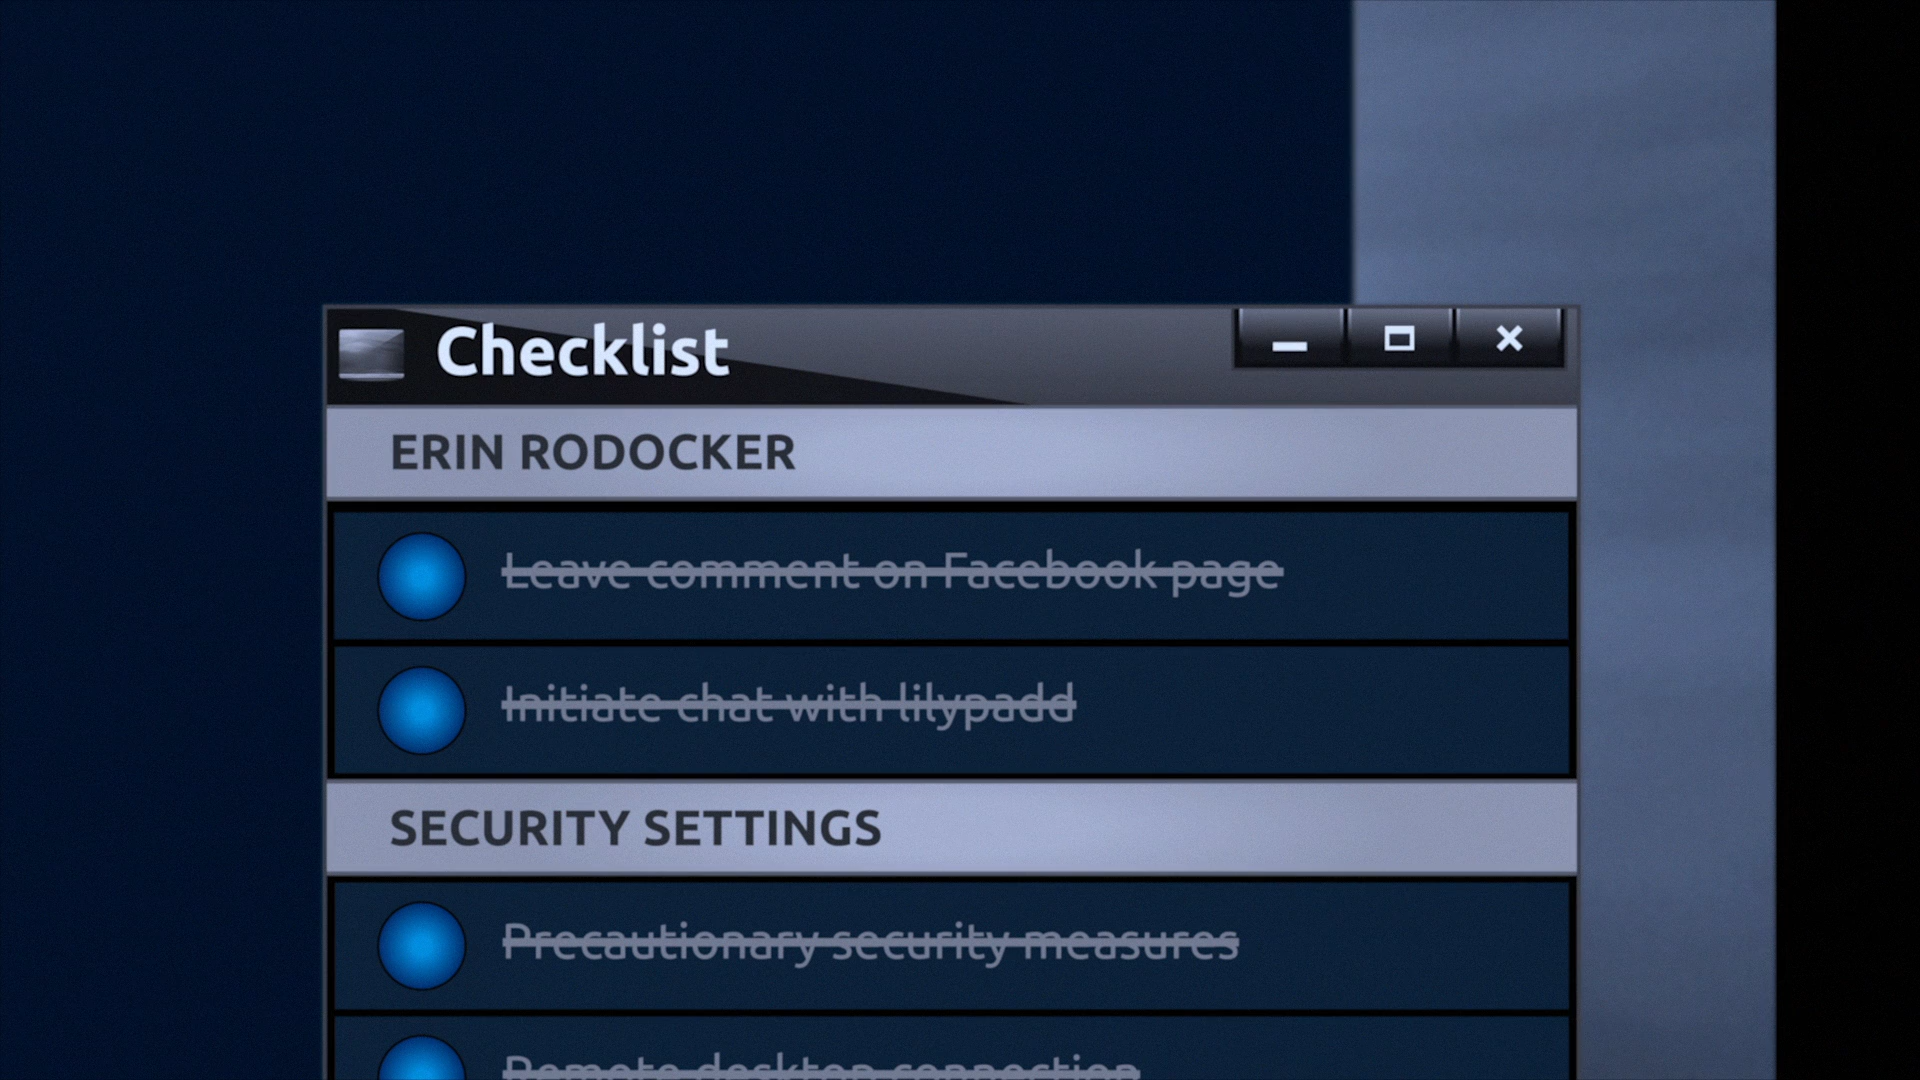 Checklist
ERIN RODOCKER
Leave comment on Facebook page
Initiate chat with lilypadd
SECURITY SETTINGS
Precautionary security measures
Remote desktop connection